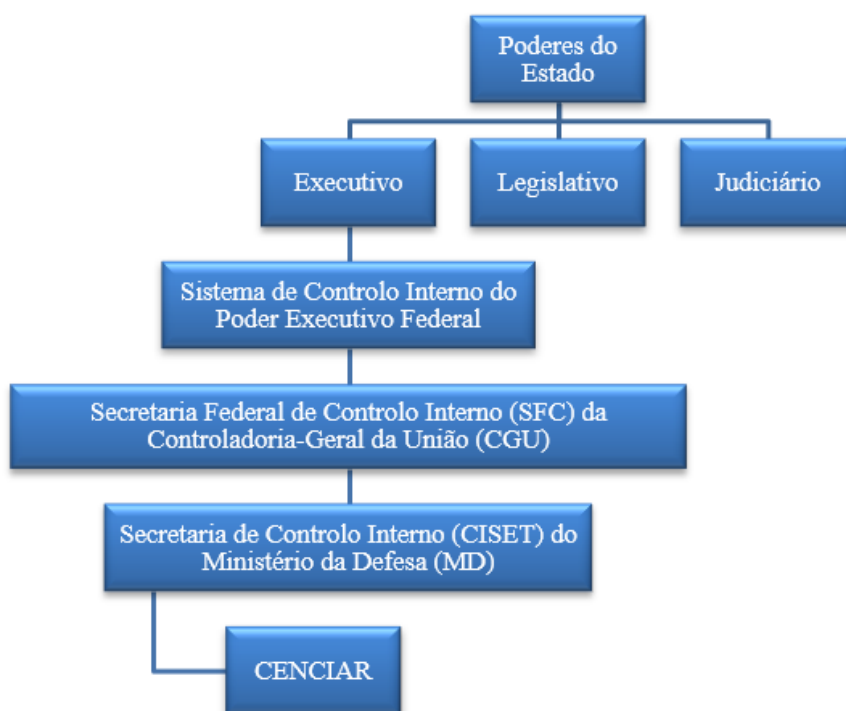 Poderes do
Estado
Executivo
Legislativo
Judiciário
Sistema de Controlo Interno do
Poder Executivo Federal
Secretaria Federal de Controlo Interno (SFC) da
Controladoria-Geral da União (CGU)
Secretaria de Controlo Interno (CISET) do
Ministério da Defesa (MD)
CENCIAR